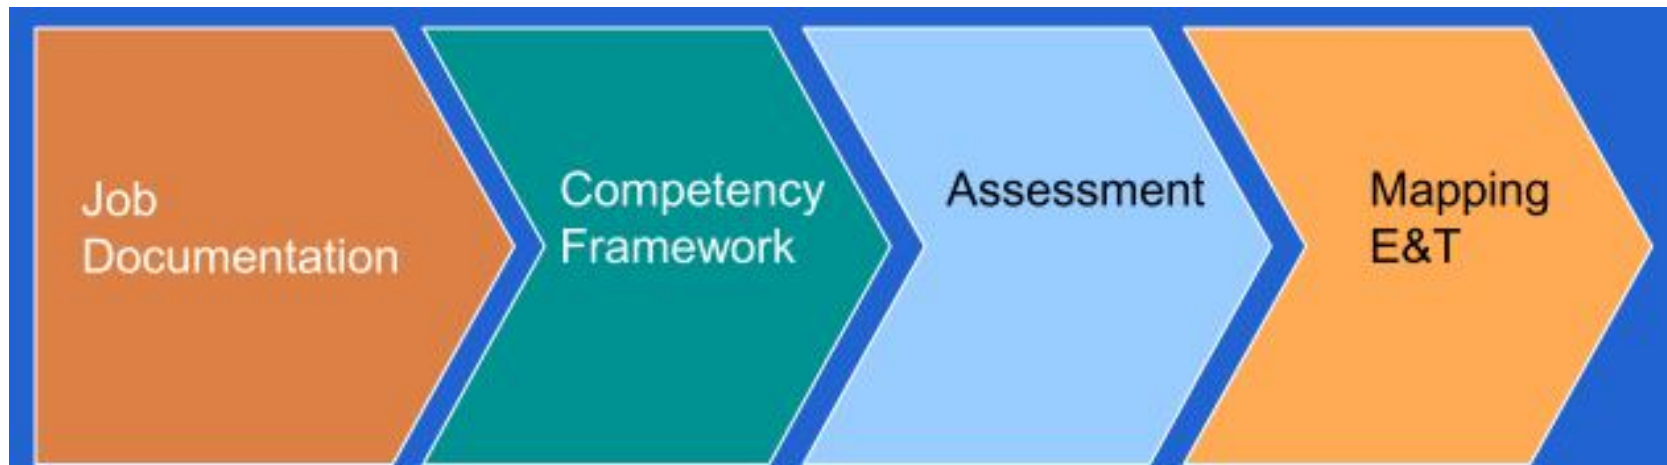 Job
Documentation
Competency
Framework
Assessment
Mapping
E&T